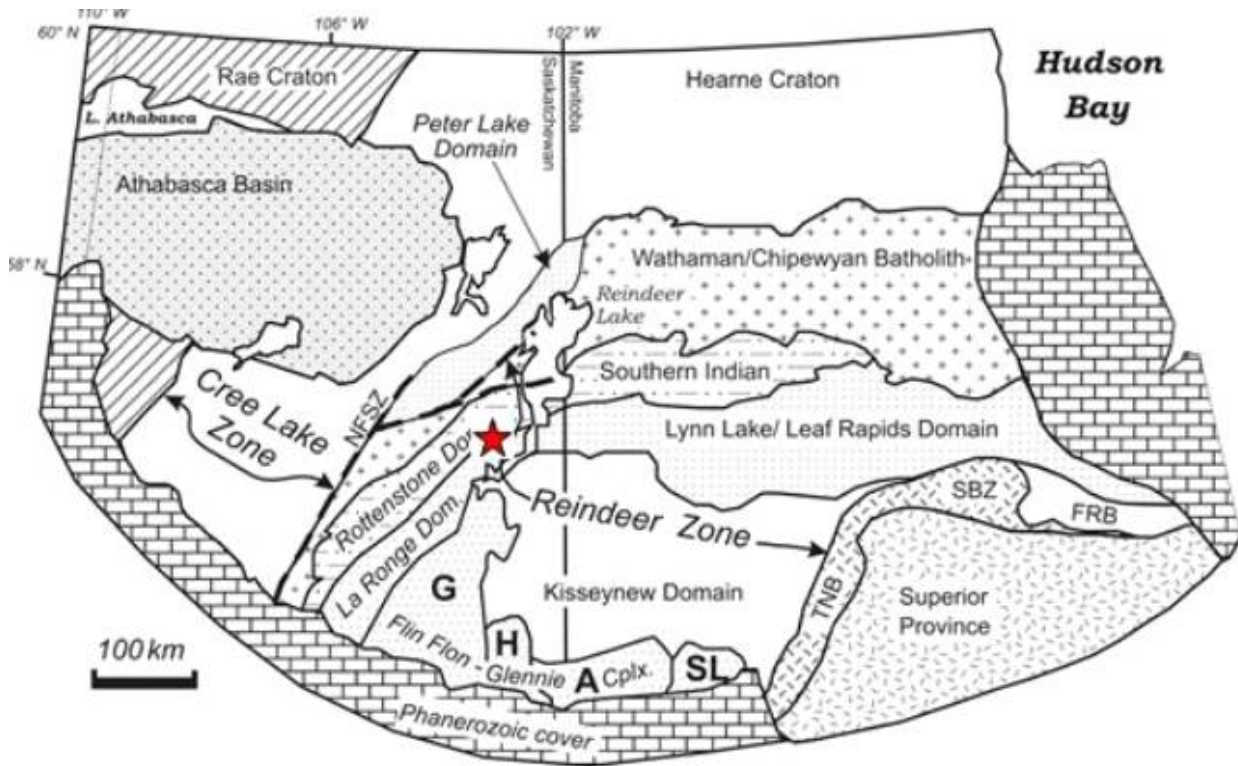 110° W
60° N
106° W
102° W
Rae Craton
Saskatchewan
Manitoba
Hearne Craton
Hudson
Bay
L. Athabasca
Peter Lake
Domain
Athabasca Basin
58° N
Wathaman/Chipewyan Batholith
Reindeer
Lake
Southern Indian
Cree Lake
Zone
NFSZ
Lynn Lake/ Leaf Rapids Domain
Rottenstone Do
SBZ
FRB
Reindeer Zone
La Ronge Dom.
G
Kisseynew Domain
TNB
Superior
Province
H
Flin Flon - Glennie
A
Cplx.
SL
100 km
Phanerozoic cover